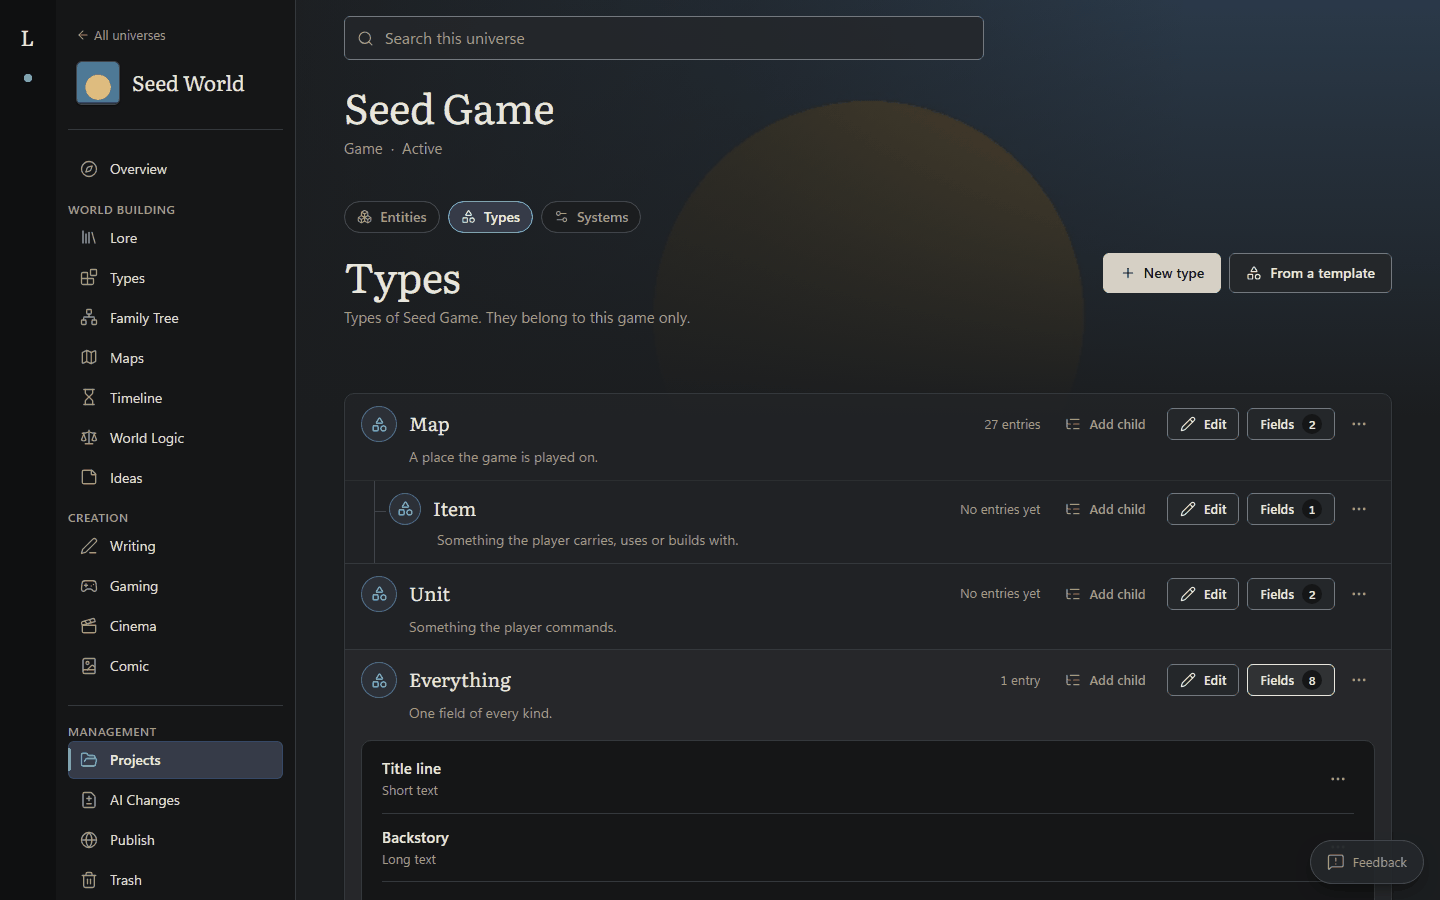 L
All universes
Seed World
Overview
WORLD BUILDING
Lore
Types
Family Tree
Maps
Timeline
World Logic
Ideas
CREATION
Writing
Gaming
Cinema
Comic
MANAGEMENT
Projects
AI Changes
Publish
Trash
Search this universe
Seed Game
Game · Active
Entities Types Systems
Types
Types of Seed Game. They belong to this game only.
New type From a template
Map 27 entries Add child Edit Fields 2
A place the game is played on.
Item No entries yet Add child Edit Fields 1
Something the player carries, uses or builds with.
Unit No entries yet Add child Edit Fields 2
Something the player commands.
Everything 1 entry Add child Edit Fields 8
One field of every kind.
Title line
Short text
Backstory
Long text
Feedback